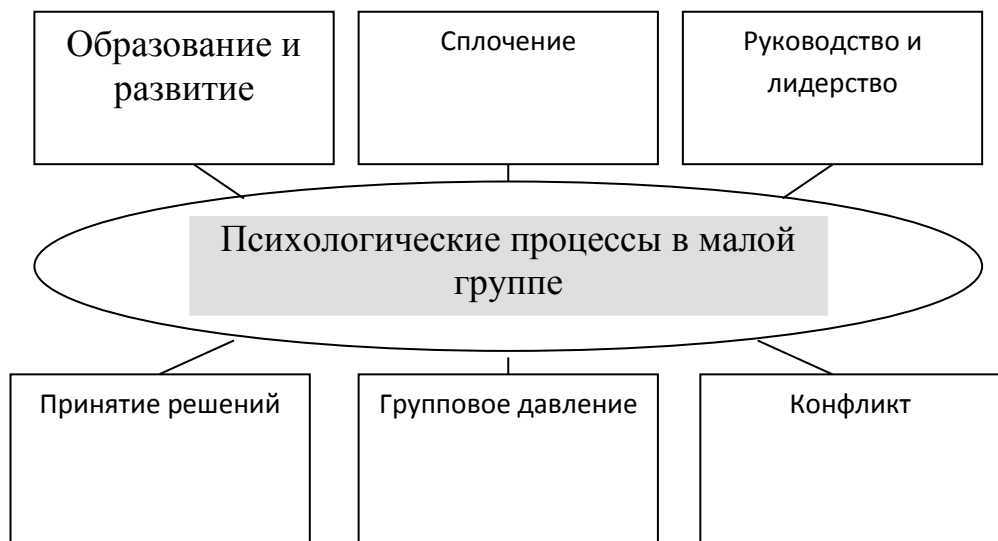 Образование и
развитие
Сплочение
Руководство и
лидерство
Психологические процессы в малой
группе
Принятие решений
Групповое давление
Конфликт